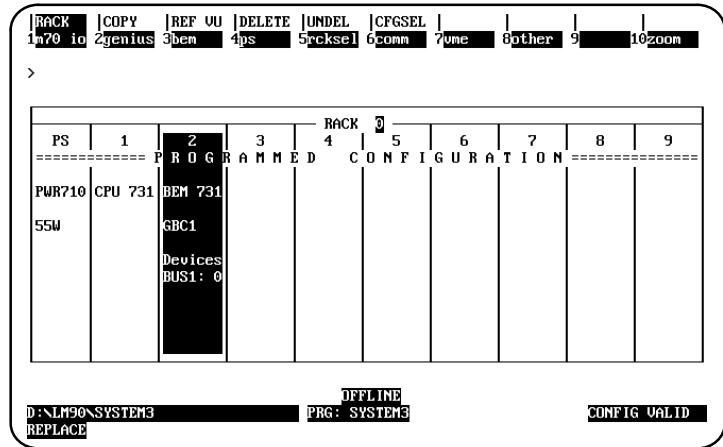 RACK COPY REF VU DELETE UNDEL CFGSEL
1m70 io 2genius 3bem 4ps 5rcksel 6comm 7vme 8other 9 10zoom
>
RACK 0
PS 1 2 3 4 5 6 7 8 9
============= P R O G R A M M E D C O N F I G U R A T I O N =============
PWR710 CPU 731 BEM 731
55W GBC1
Devices
BUS1: 0
OFFLINE
D:\LM90\SYSTEM3 PRG: SYSTEM3 CONFIG VALID
REPLACE